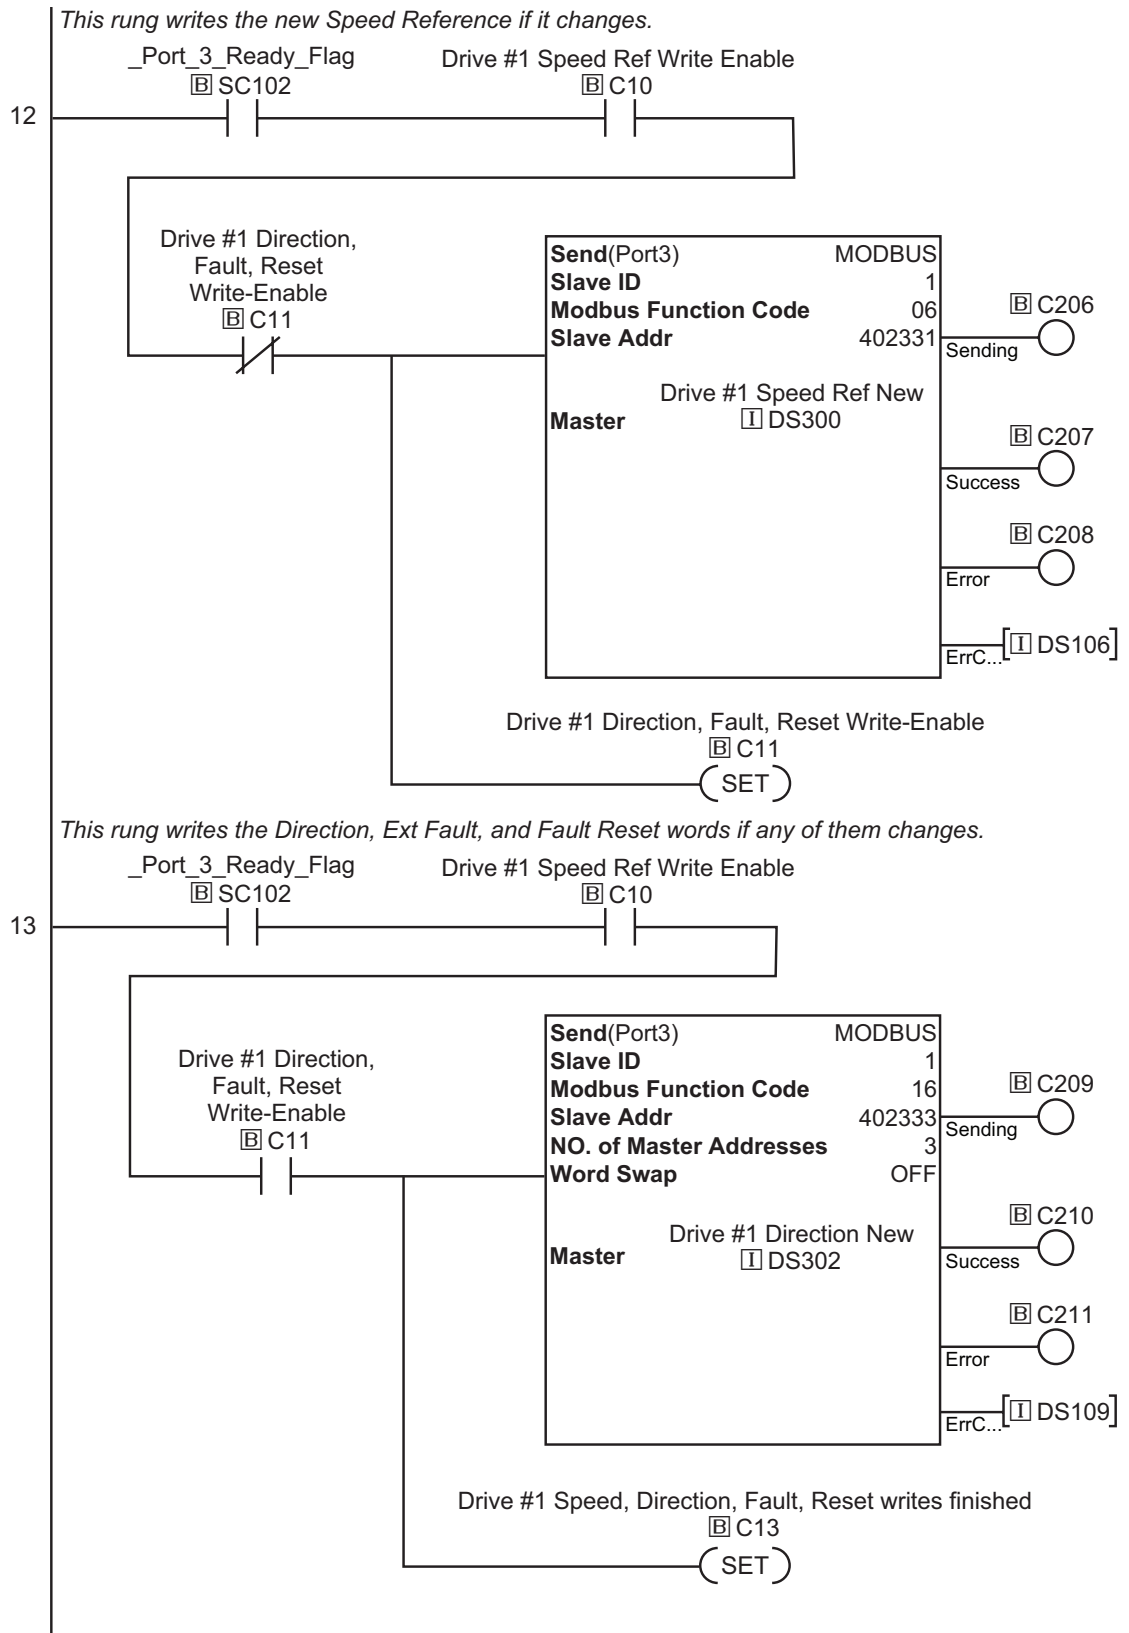 This rung writes the new Speed Reference if it changes.
_Port_3_Ready_Flag Drive #1 Speed Ref Write Enable
B SC102 B C10
12
Drive #1 Direction,
Fault, Reset
Write-Enable
B C11
Send(Port3) MODBUS
Slave ID 1
Modbus Function Code 06
Slave Addr 402331
Drive #1 Speed Ref New
Master I DS300
B C206
Sending
B C207
Success
B C208
Error
ErrC... I DS106
Drive #1 Direction, Fault, Reset Write-Enable
B C11
SET
This rung writes the Direction, Ext Fault, and Fault Reset words if any of them changes.
_Port_3_Ready_Flag Drive #1 Speed Ref Write Enable
B SC102 B C10
13
Drive #1 Direction,
Fault, Reset
Write-Enable
B C11
Send(Port3) MODBUS
Slave ID 1
Modbus Function Code 16
Slave Addr 402333
NO. of Master Addresses 3
Word Swap OFF
Drive #1 Direction New
Master I DS302
B C209
Sending
B C210
Success
B C211
Error
ErrC... I DS109
Drive #1 Speed, Direction, Fault, Reset writes finished
B C13
SET